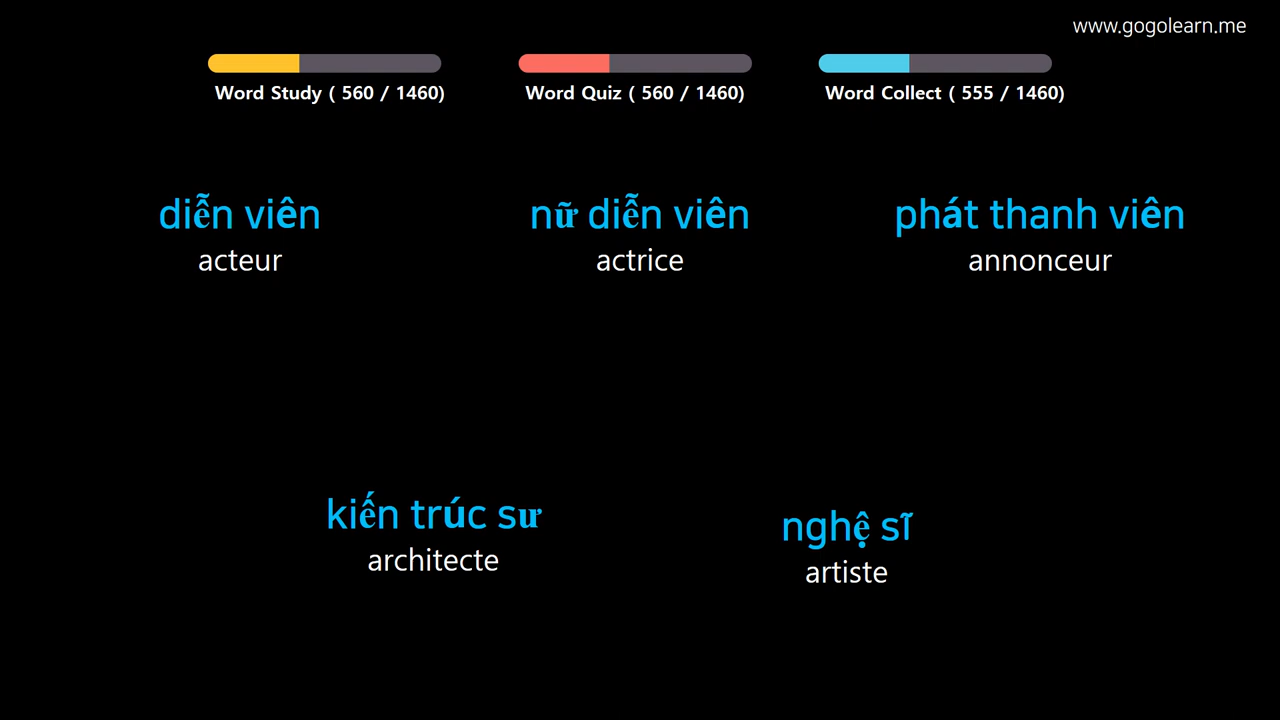 www.gogolearn.me
Word Study ( 560 / 1460)
Word Quiz ( 560 / 1460)
Word Collect ( 555 / 1460)
diễn viên
acteur
nữ diễn viên
actrice
phát thanh viên
annonceur
kiến trúc sư
architecte
nghệ sĩ
artiste